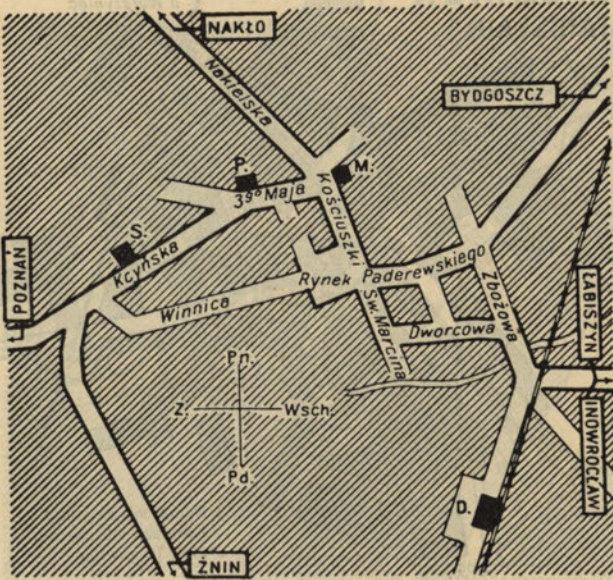 NAKŁO
BYDGOSZCZ
Nakielska
P.
M.
3go Maja
Kościuszki
S.
Kcyńska
POZNAŃ
Rynek
Paderewskiego
Winnica
Zbożowa
Św. Marcina
Dworcowa
ŁABISZYN
Pn.
Z.
Wsch.
Pd.
INOWROCŁAW
D.
ŻNIN